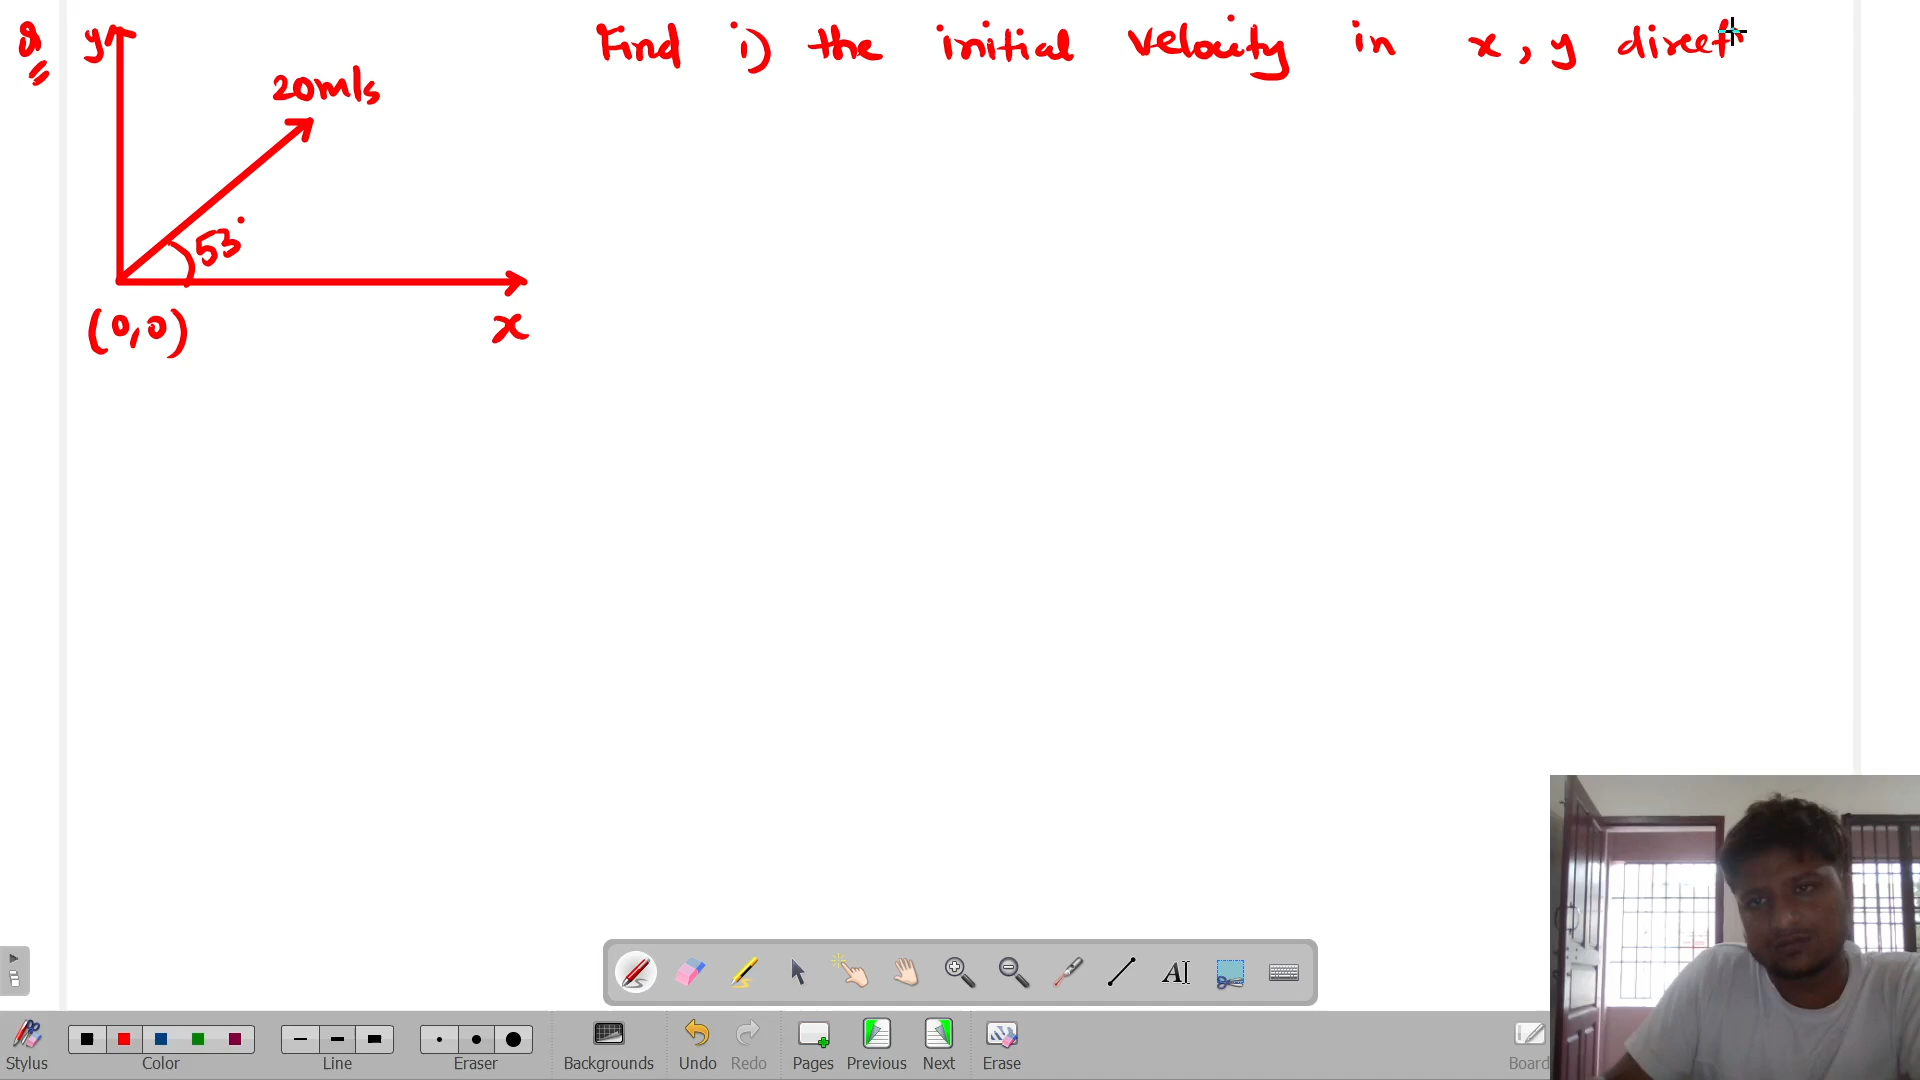 Q y Find i) the initial velocity in x, y direct
20m/s
53°
(0,0) x
Stylus Color Line Eraser Backgrounds Undo Redo Pages Previous Next Erase Board